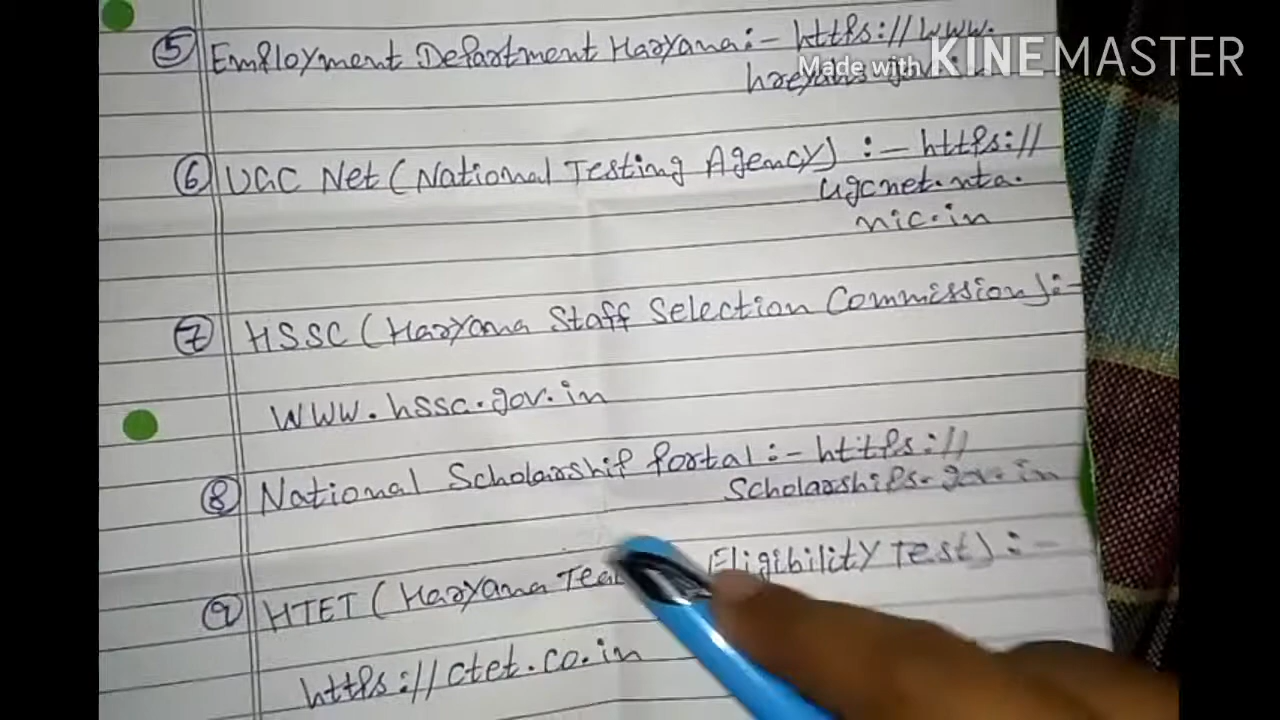 Made with KINEMASTER
⑤ Employment Department Haryana:- https://www.
⑥ UGC Net (National Testing Agency) :- https://
ugcnet.nta.
nic.in
⑦ HSSC (Haryana Staff Selection Commission):-
www.hssc.gov.in
⑧ National Scholarship Portal:- https://
Scholarships.gov.in
⑨ HTET (Haryana Eligibility Test) :-
https://ctet.co.in